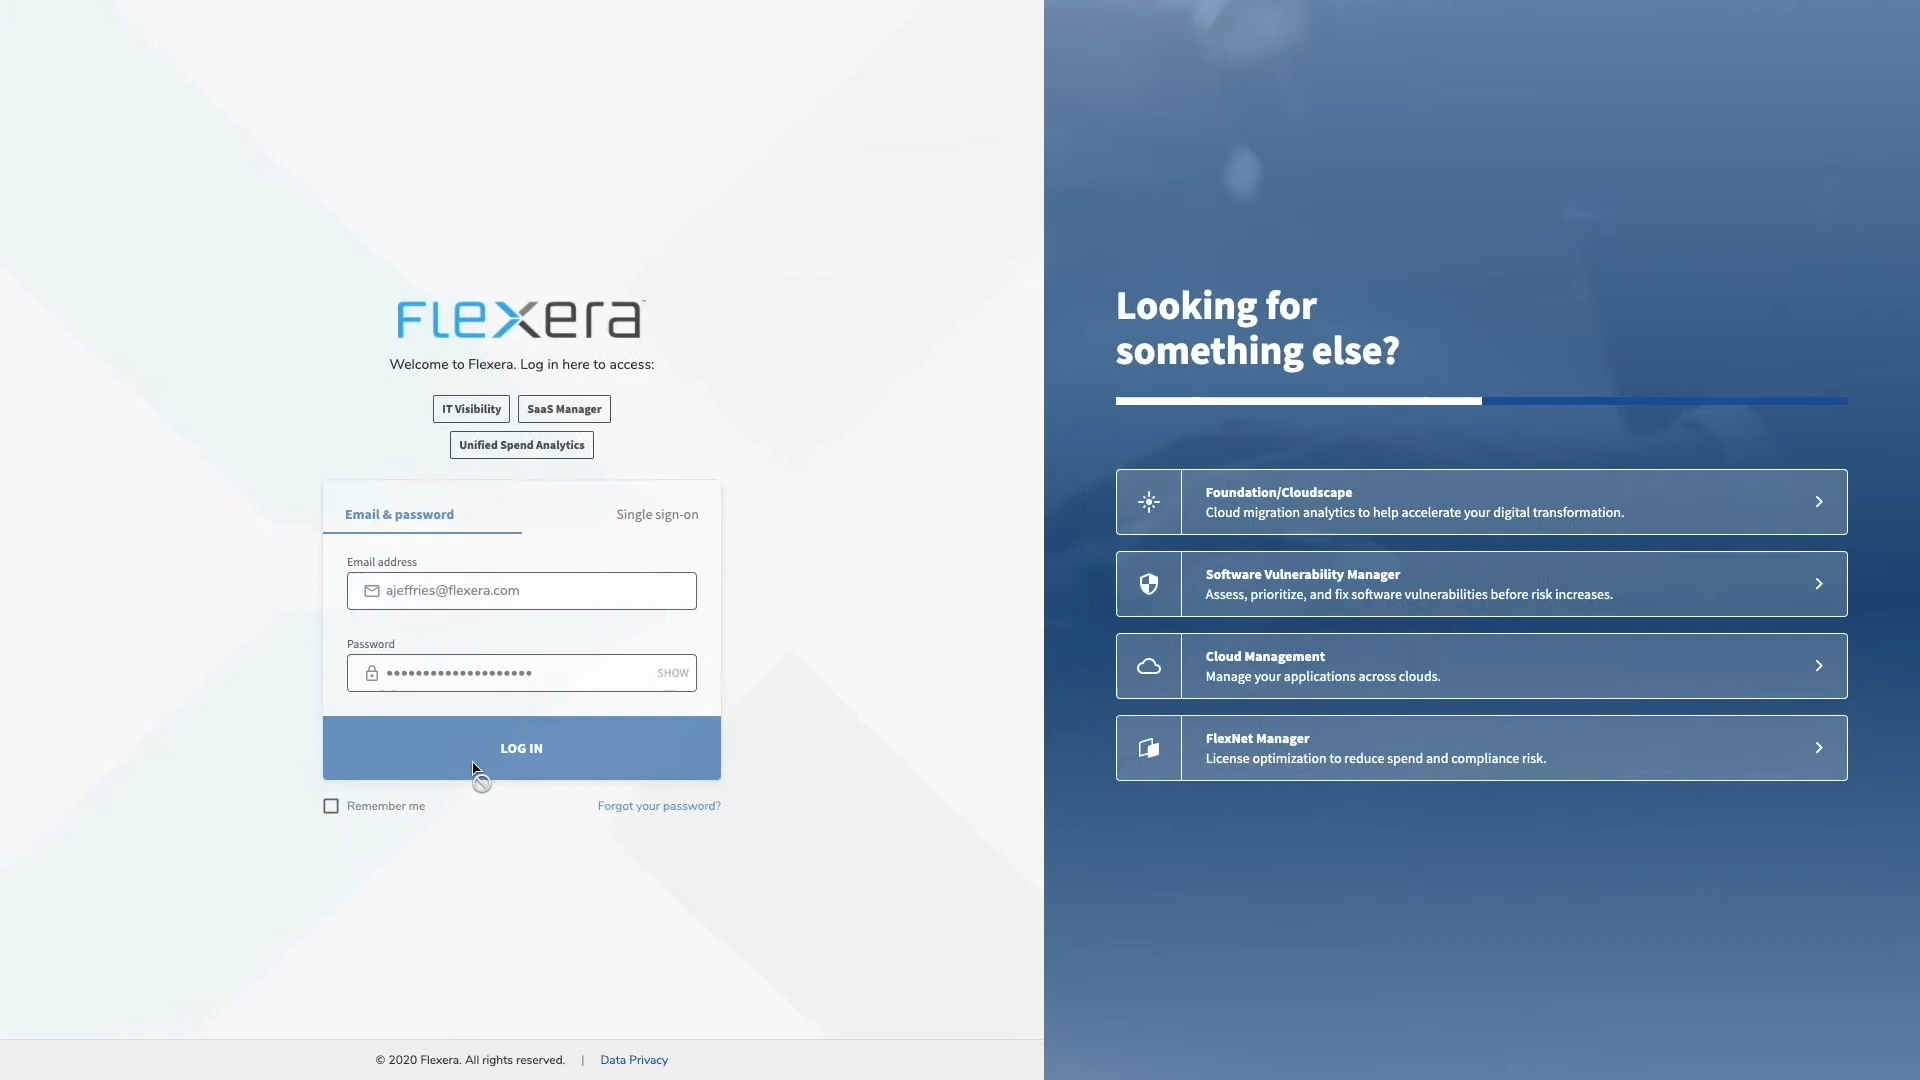 Flexera
Welcome to Flexera. Log in here to access:
IT Visibility
SaaS Manager
Unified Spend Analytics
Email & password
Single sign-on
Email address
ajeffries@flexera.com
Password
••••••••••••••••••••
SHOW
LOG IN
Remember me
Forgot your password?
© 2020 Flexera. All rights reserved. | Data Privacy
Looking for
something else?
Foundation/Cloudscape
Cloud migration analytics to help accelerate your digital transformation.
Software Vulnerability Manager
Assess, prioritize, and fix software vulnerabilities before risk increases.
Cloud Management
Manage your applications across clouds.
FlexNet Manager
License optimization to reduce spend and compliance risk.